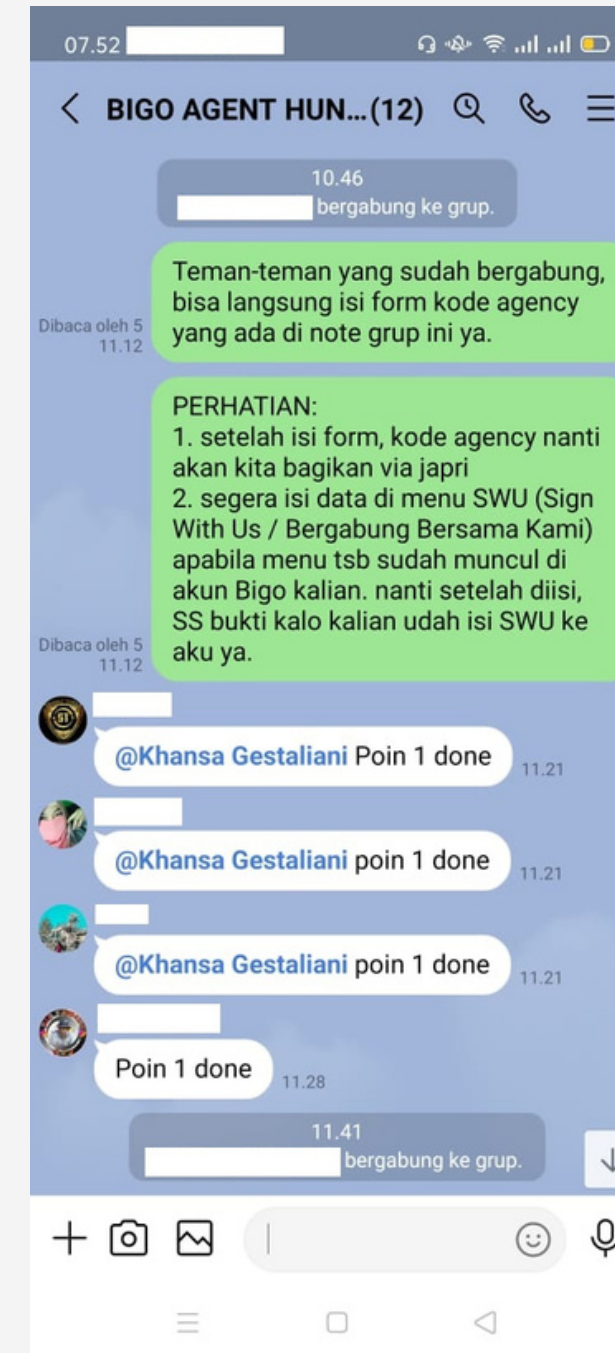 07.52
BIGO AGENT HUN...(12)
10.46
bergabung ke grup.
Teman-teman yang sudah bergabung,
bisa langsung isi form kode agency
yang ada di note grup ini ya.
Dibaca oleh 5
11.12
PERHATIAN:
1. setelah isi form, kode agency nanti
akan kita bagikan via japri
2. segera isi data di menu SWU (Sign
With Us / Bergabung Bersama Kami)
apabila menu tsb sudah muncul di
akun Bigo kalian. nanti setelah diisi,
SS bukti kalo kalian udah isi SWU ke
aku ya.
Dibaca oleh 5
11.12
@Khansa Gestaliani Poin 1 done
11.21
@Khansa Gestaliani poin 1 done
11.21
@Khansa Gestaliani poin 1 done
11.21
Poin 1 done
11.28
11.41
bergabung ke grup.